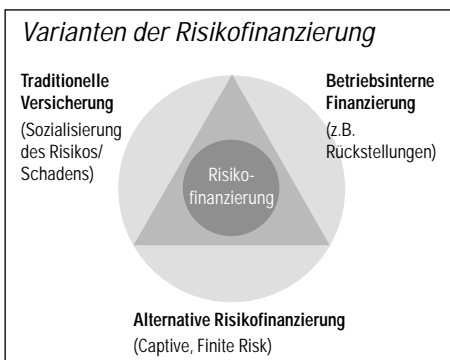 Varianten der Risikofinanzierung
Traditionelle
Versicherung
(Sozialisierung
des Risikos/
Schadens)
Betriebsinterne
Finanzierung
(z.B.
Rückstellungen)
Risiko-
finanzierung
Alternative Risikofinanzierung
(Captive, Finite Risk)